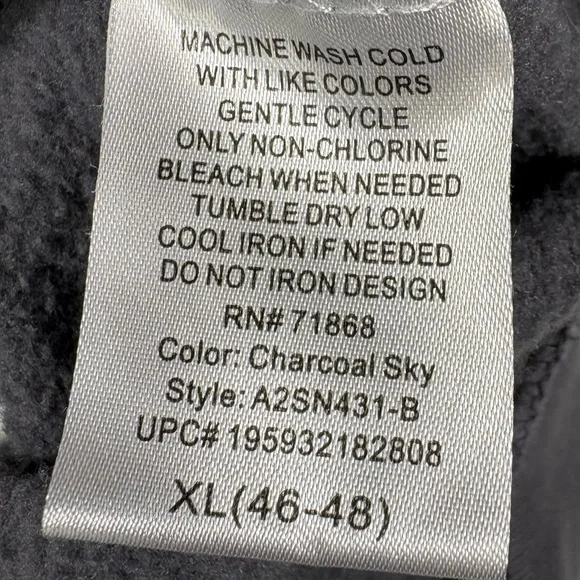 MACHINE WASH COLD
WITH LIKE COLORS
GENTLE CYCLE
ONLY NON-CHLORINE
BLEACH WHEN NEEDED
TUMBLE DRY LOW
COOL IRON IF NEEDED
DO NOT IRON DESIGN
RN# 71868
Color: Charcoal Sky
Style: A2SN431-B
UPC# 195932182808
XL(46-48)